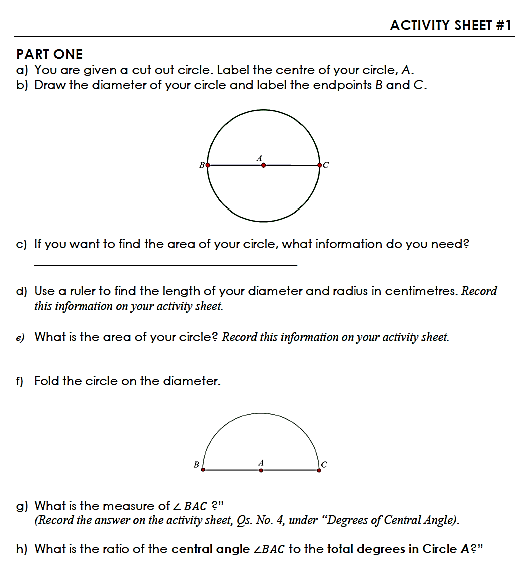 ACTIVITY SHEET #1
PART ONE
a) You are given a cut out circle. Label the centre of your circle, A.
b) Draw the diameter of your circle and label the endpoints B and C.
B A C
c) If you want to find the area of your circle, what information do you need?
d) Use a ruler to find the length of your diameter and radius in centimetres. Record
this information on your activity sheet.
e) What is the area of your circle? Record this information on your activity sheet.
f) Fold the circle on the diameter.
B A C
g) What is the measure of ∠ BAC ?"
(Record the answer on the activity sheet, Qs. No. 4, under "Degrees of Central Angle).
h) What is the ratio of the central angle ∠BAC to the total degrees in Circle A?"